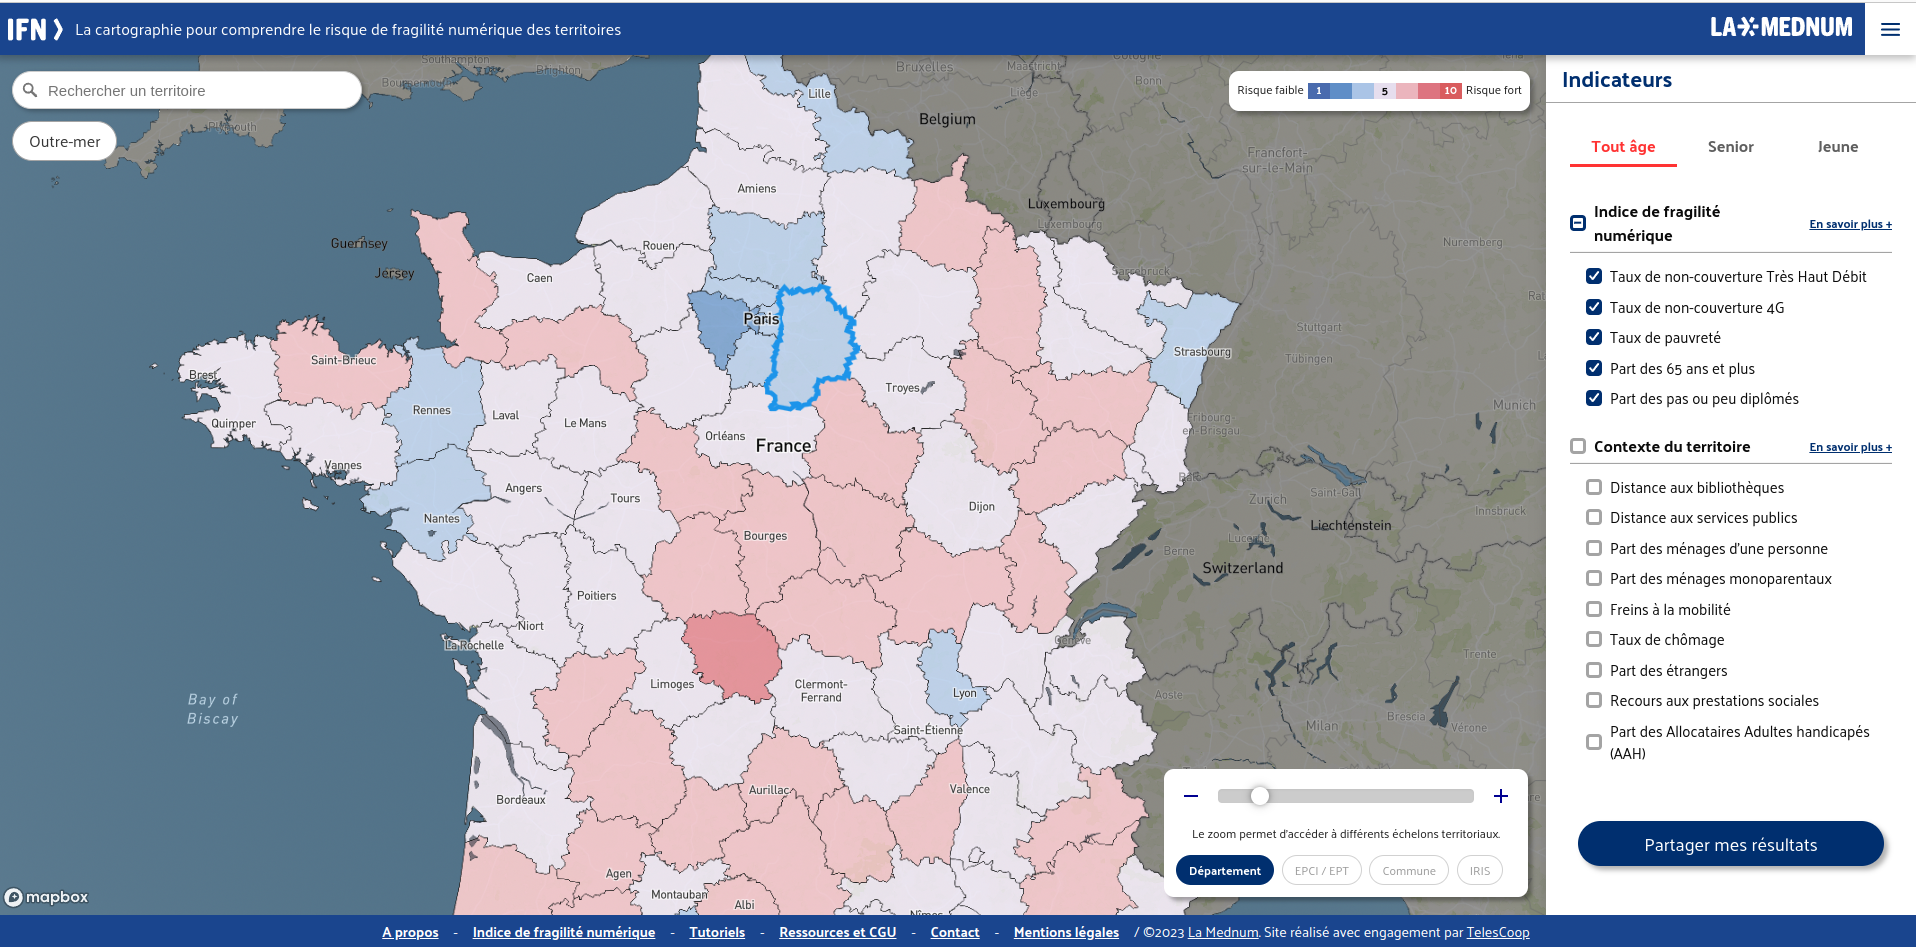 IFN La cartographie pour comprendre le risque de fragilité numérique des territoires
LA MEDNUM
Rechercher un territoire
Outre-mer
Risque faible 1 5 10 Risque fort
Southampton
Brighton
Plymouth
Bruxelles
Maastricht
Liège
Bonn
Lille
Belgium
Francfort-
sur-le-Main
Amiens
Luxembourg
Luxembourg
Guernsey
Rouen
Nuremberg
Jersey
Caen
Sarrebruck
Paris
Stuttgart
Saint-Brieuc
Strasbourg
Tübingen
Brest
Troyes
Rennes
Laval
Munich
Quimper
Le Mans
Fribourg-
en-Brisgau
Orléans
France
Vannes
Angers
Tours
Zurich
Saint-Gall
Nantes
Dijon
Innsbruck
Liechtenstein
Bourges
Berne
Lucerne
Switzerland
Poitiers
Niort
La Rochelle
Genève
Trente
Limoges
Clermont-
Ferrand
Lyon
Aoste
Bay of
Biscay
Milan
Brescia
Vérone
Saint-Étienne
Bordeaux
Aurillac
Valence
Agen
Montauban
Albi
Nîmes
mapbox
Le zoom permet d'accéder à différents échelons territoriaux.
Département EPCI / EPT Commune IRIS
Indicateurs
Tout âge Senior Jeune
Indice de fragilité
numérique
En savoir plus +
Taux de non-couverture Très Haut Débit
Taux de non-couverture 4G
Taux de pauvreté
Part des 65 ans et plus
Part des pas ou peu diplômés
Contexte du territoire En savoir plus +
Distance aux bibliothèques
Distance aux services publics
Part des ménages d'une personne
Part des ménages monoparentaux
Freins à la mobilité
Taux de chômage
Part des étrangers
Recours aux prestations sociales
Part des Allocataires Adultes handicapés
(AAH)
Partager mes résultats
A propos - Indice de fragilité numérique - Tutoriels - Ressources et CGU - Contact - Mentions légales / ©2023 La Mednum. Site réalisé avec engagement par TelesCoop